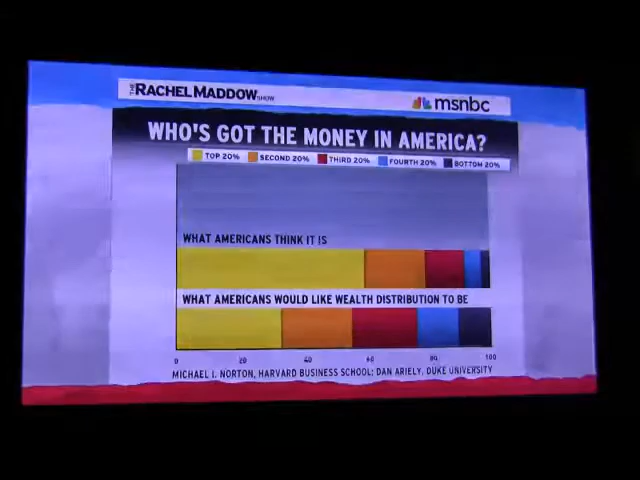 THE RACHEL MADDOW SHOW
msnbc
WHO'S GOT THE MONEY IN AMERICA?
TOP 20% SECOND 20% THIRD 20% FOURTH 20% BOTTOM 20%
WHAT AMERICANS THINK IT IS
WHAT AMERICANS WOULD LIKE WEALTH DISTRIBUTION TO BE
0 20 40 60 80 100
MICHAEL I. NORTON, HARVARD BUSINESS SCHOOL; DAN ARIELY, DUKE UNIVERSITY